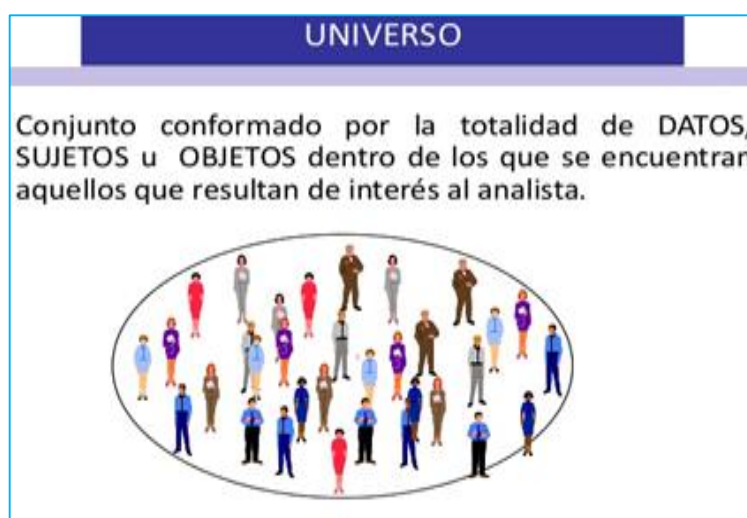 UNIVERSO
Conjunto conformado por la totalidad de DATOS,
SUJETOS u OBJETOS dentro de los que se encuentran
aquellos que resultan de interés al analista.